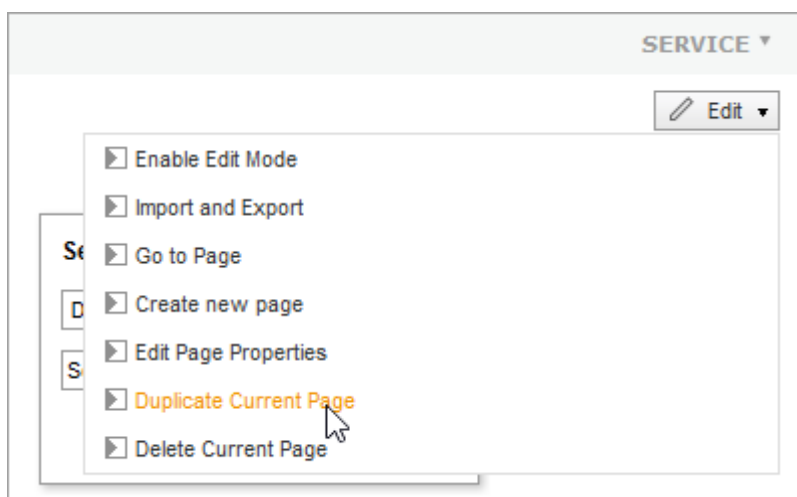 SERVICE
Edit
Enable Edit Mode
Import and Export
Go to Page
Create new page
Edit Page Properties
Duplicate Current Page
Delete Current Page